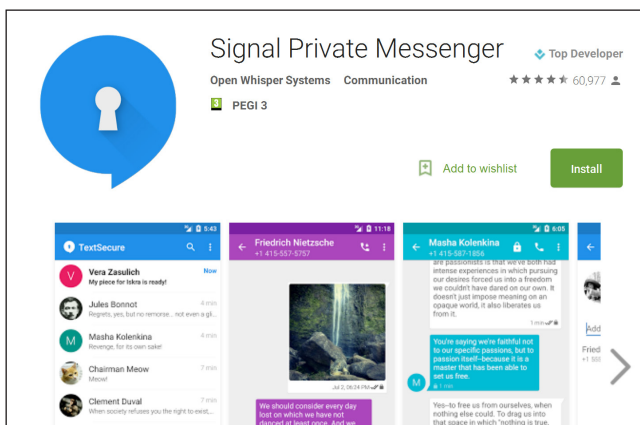 Signal Private Messenger
Top Developer
Open Whisper Systems Communication
60,977
3 PEGI 3
Add to wishlist
Install
5:43
TextSecure
V Vera Zasulich Now
My piece for Iskra is ready!
Jules Bonnot 4 min
Regrets, yes, but no remorse .. not even a gl...
M Masha Kolenkina 4 min
Revenge, for its own sake!
Chairman Meow 7 min
Meow!
Clement Duval 7 min
When society refuses you the right to exist,...
11:18
Friedrich Nietzsche
+1 415-557-5757
Jul 2, 06:24 PM
We should consider every day
lost on which we have not
danced at least once. And we
6:05
Masha Kolenkina
+1 415-587-1856
are passionists is that we've both had
intense experiences in which pursuing
our desires forced us into a freedom
we couldn't have dared on our own. It
doesn't just impose meaning on an
opaque world, it also liberates us
from it.
1 min
You're saying we're faithful not
to our specific passions, but to
passion itself–because it is a
master that has been able to
set us free.
M 1 min
Yes–to free us from ourselves, when
nothing else could. To drag us into
that space in which "nothing is true,
Add
Fried